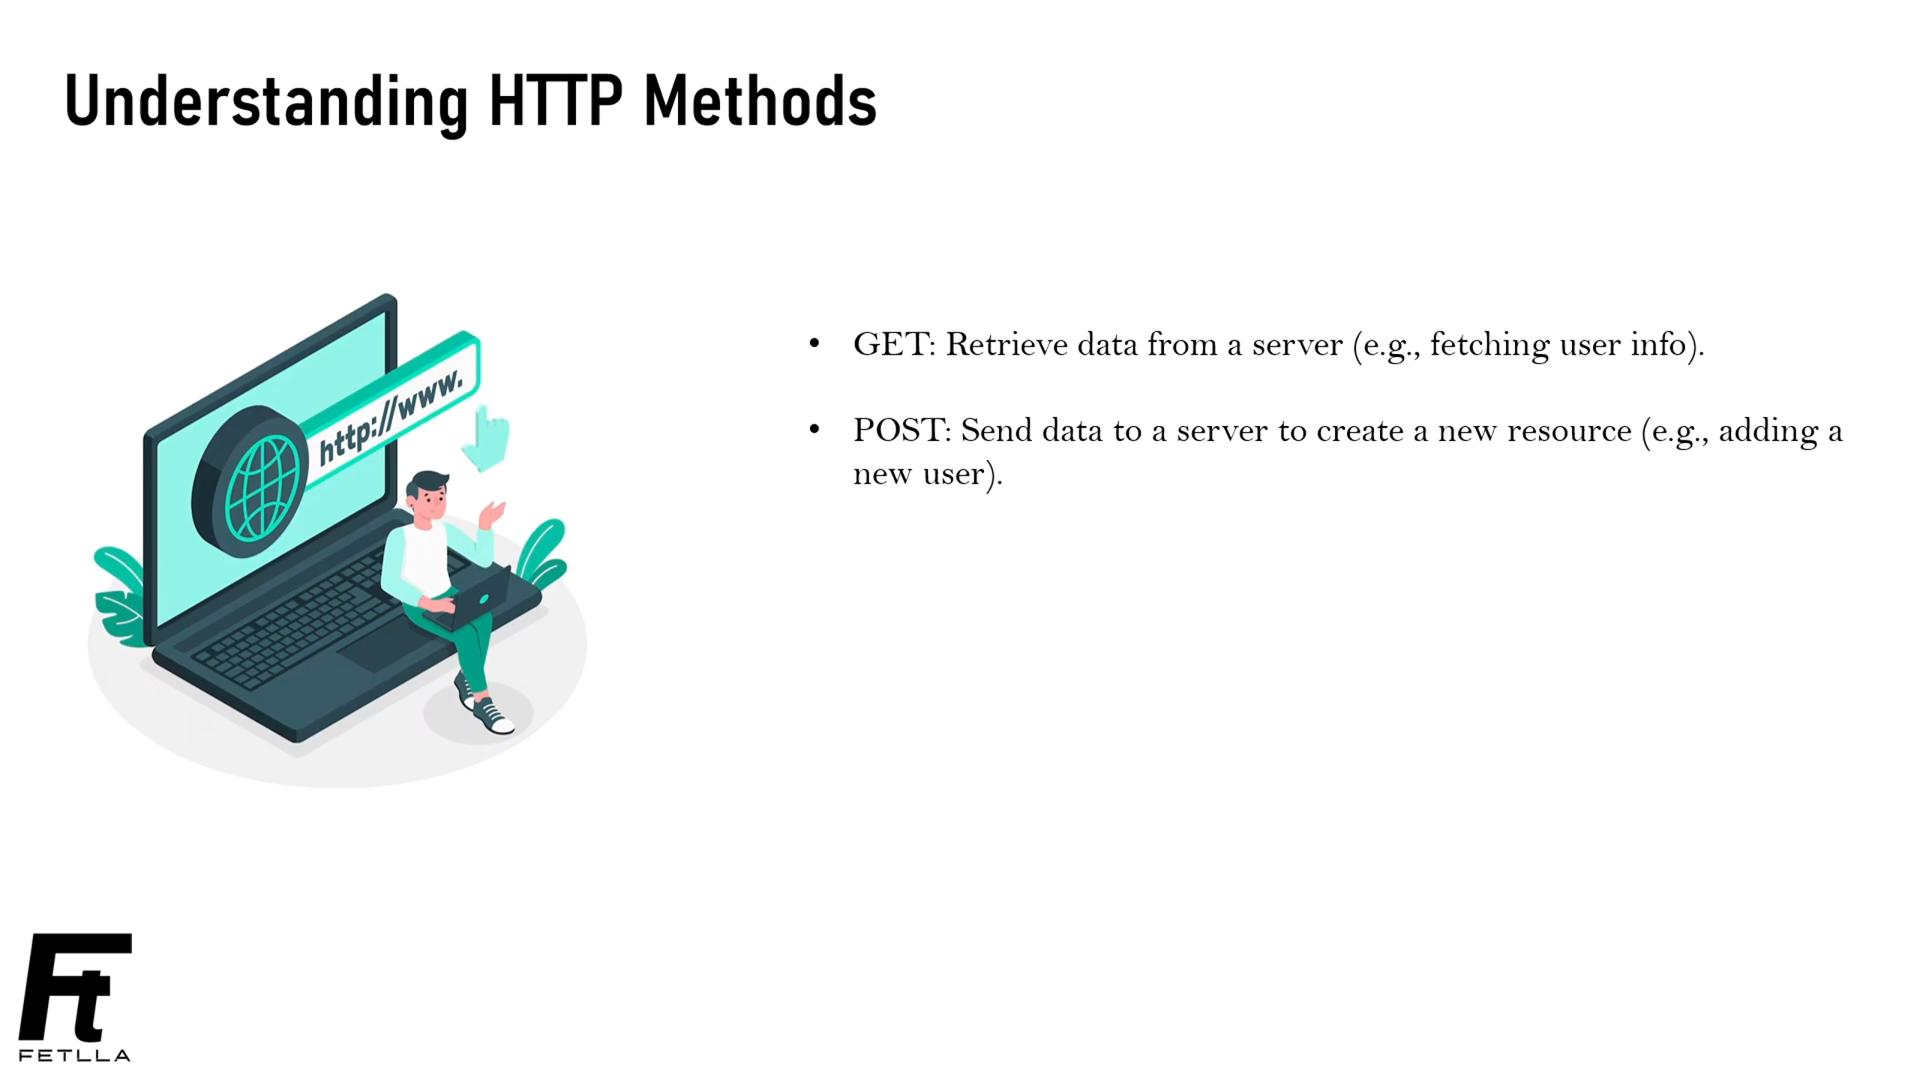 Understanding HTTP Methods
http://www.
• GET: Retrieve data from a server (e.g., fetching user info).
• POST: Send data to a server to create a new resource (e.g., adding a
new user).
Ft
FETLLA